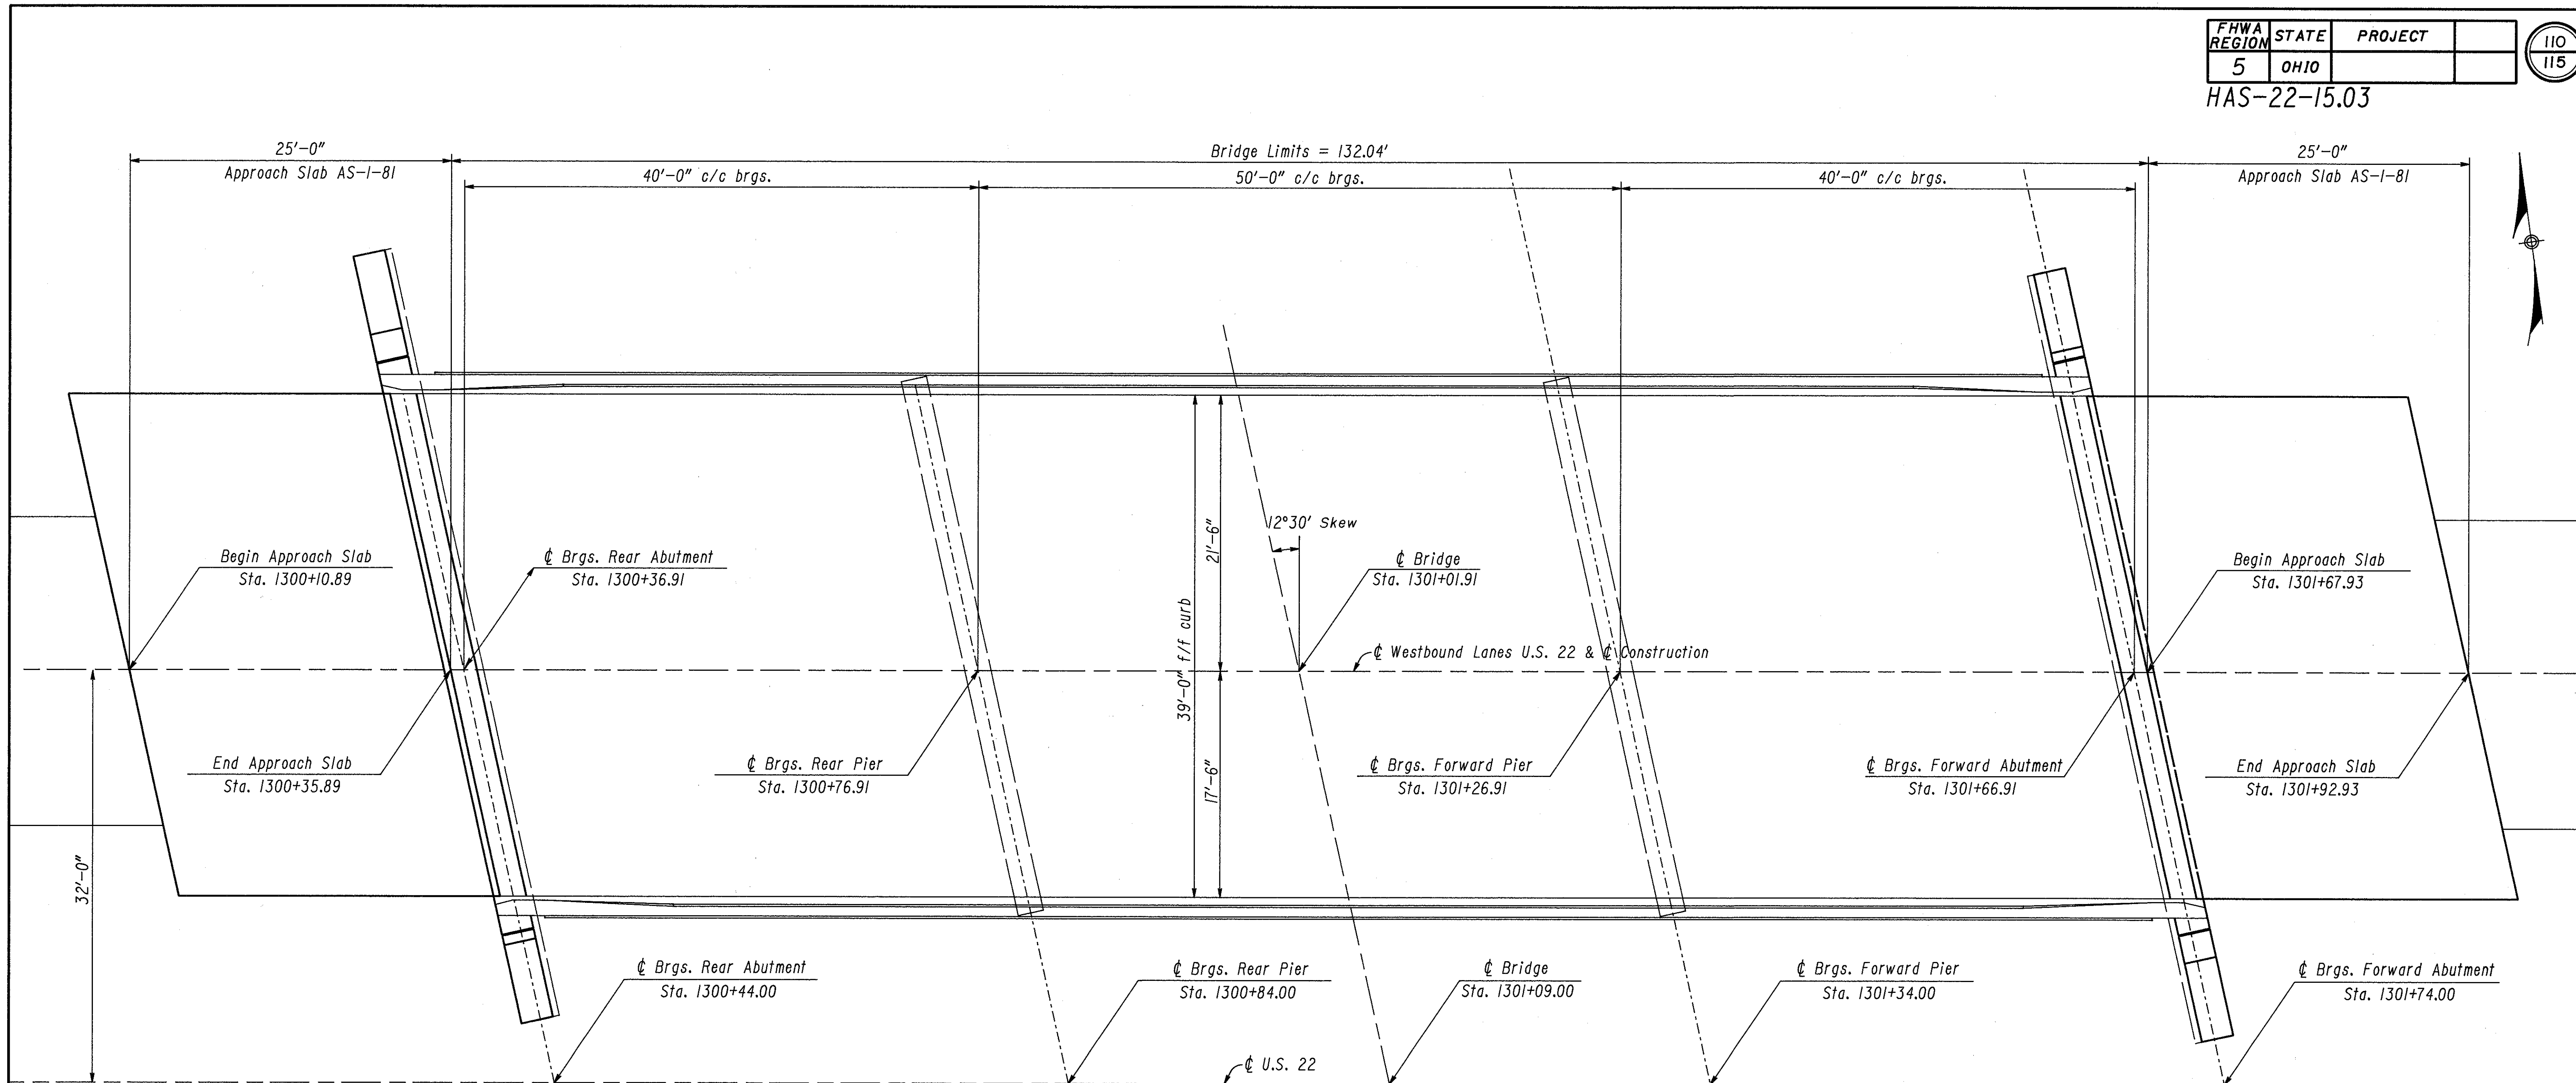 FHWA REGION STATE PROJECT
5 OHIO
110
115
HAS-22-15.03
25'-0"
Approach Slab AS-1-81
Bridge Limits = 132.04'
25'-0"
Approach Slab AS-1-81
40'-0" c/c brgs.
50'-0" c/c brgs.
40'-0" c/c brgs.
12°30' Skew
21'-6"
Begin Approach Slab
Sta. 1300+10.89
℄ Brgs. Rear Abutment
Sta. 1300+36.91
℄ Bridge
Sta. 1301+01.91
Begin Approach Slab
Sta. 1301+67.93
39'-0" f/f curb
℄ Westbound Lanes U.S. 22 & ℄ Construction
End Approach Slab
Sta. 1300+35.89
℄ Brgs. Rear Pier
Sta. 1300+76.91
17'-6"
℄ Brgs. Forward Pier
Sta. 1301+26.91
℄ Brgs. Forward Abutment
Sta. 1301+66.91
End Approach Slab
Sta. 1301+92.93
32'-0"
℄ Brgs. Rear Abutment
Sta. 1300+44.00
℄ Brgs. Rear Pier
Sta. 1300+84.00
℄ Bridge
Sta. 1301+09.00
℄ Brgs. Forward Pier
Sta. 1301+34.00
℄ Brgs. Forward Abutment
Sta. 1301+74.00
℄ U.S. 22